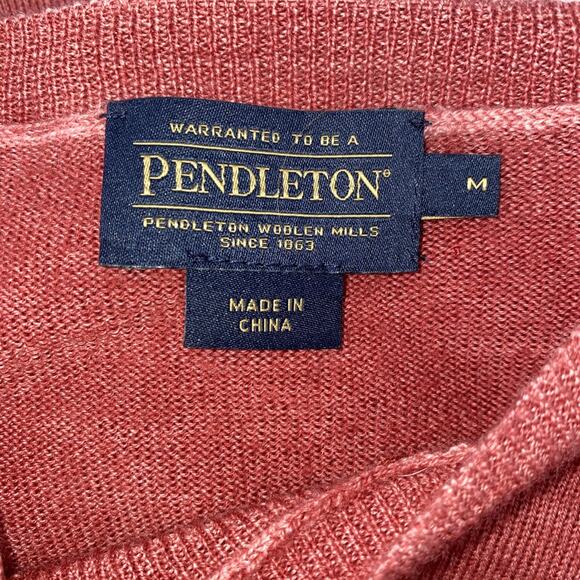 WARRANTED TO BE A
PENDLETON®
M
PENDLETON WOOLEN MILLS
SINCE 1863
MADE IN
CHINA